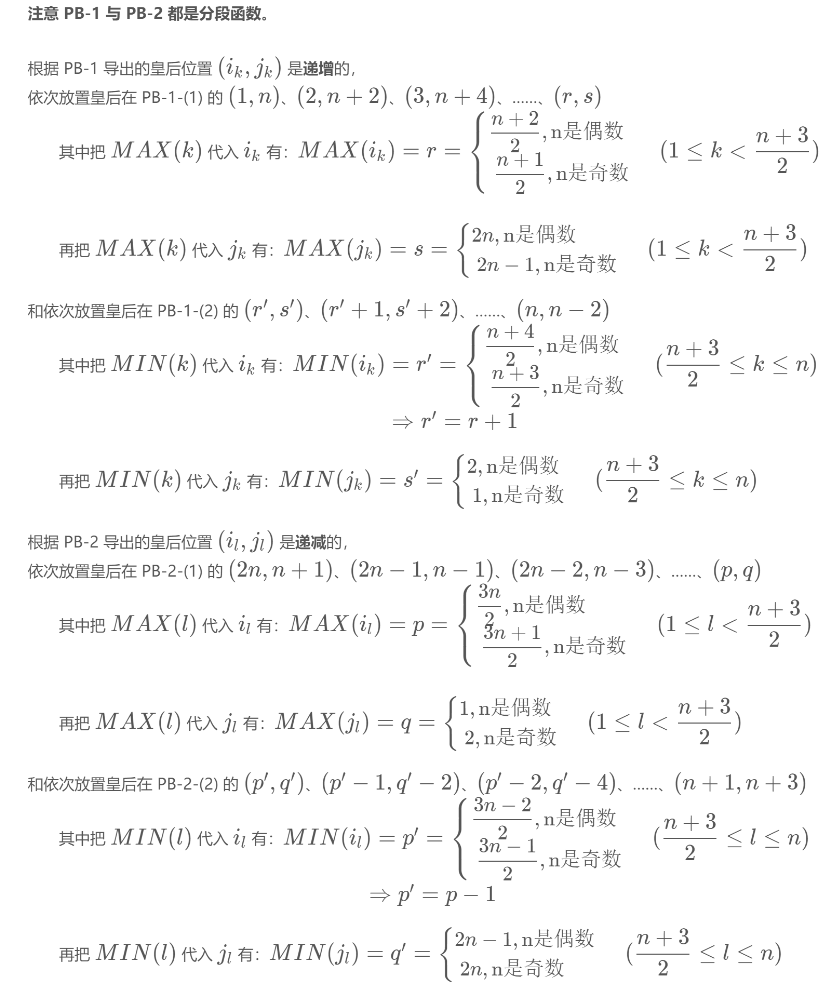 注意 PB-1 与 PB-2 都是分段函数。
根据 PB-1 导出的皇后位置 $(i_k, j_k)$ 是递增的，
依次放置皇后在 PB-1-(1) 的 $(1, n)$、$(2, n+2)$、$(3, n+4)$、……、$(r, s)$
其中把 $MAX(k)$ 代入 $i_k$ 有：$MAX(i_k) = r = \begin{cases} \dfrac{n+2}{2}, \text{n是偶数} \\ \dfrac{n+1}{2}, \text{n是奇数} \end{cases} \quad (1 \le k < \dfrac{n+3}{2})$
再把 $MAX(k)$ 代入 $j_k$ 有：$MAX(j_k) = s = \begin{cases} 2n, \text{n是偶数} \\ 2n-1, \text{n是奇数} \end{cases} \quad (1 \le k < \dfrac{n+3}{2})$
和依次放置皇后在 PB-1-(2) 的 $(r', s')$、$(r'+1, s'+2)$、……、$(n, n-2)$
其中把 $MIN(k)$ 代入 $i_k$ 有：$MIN(i_k) = r' = \begin{cases} \dfrac{n+4}{2}, \text{n是偶数} \\ \dfrac{n+3}{2}, \text{n是奇数} \end{cases} \quad (\dfrac{n+3}{2} \le k \le n)$
$\Rightarrow r' = r+1$
再把 $MIN(k)$ 代入 $j_k$ 有：$MIN(j_k) = s' = \begin{cases} 2, \text{n是偶数} \\ 1, \text{n是奇数} \end{cases} \quad (\dfrac{n+3}{2} \le k \le n)$
根据 PB-2 导出的皇后位置 $(i_l, j_l)$ 是递减的，
依次放置皇后在 PB-2-(1) 的 $(2n, n+1)$、$(2n-1, n-1)$、$(2n-2, n-3)$、……、$(p, q)$
其中把 $MAX(l)$ 代入 $i_l$ 有：$MAX(i_l) = p = \begin{cases} \dfrac{3n}{2}, \text{n是偶数} \\ \dfrac{3n+1}{2}, \text{n是奇数} \end{cases} \quad (1 \le l < \dfrac{n+3}{2})$
再把 $MAX(l)$ 代入 $j_l$ 有：$MAX(j_l) = q = \begin{cases} 1, \text{n是偶数} \\ 2, \text{n是奇数} \end{cases} \quad (1 \le l < \dfrac{n+3}{2})$
和依次放置皇后在 PB-2-(2) 的 $(p', q')$、$(p'-1, q'-2)$、$(p'-2, q'-4)$、……、$(n+1, n+3)$
其中把 $MIN(l)$ 代入 $i_l$ 有：$MIN(i_l) = p' = \begin{cases} \dfrac{3n-2}{2}, \text{n是偶数} \\ \dfrac{3n-1}{2}, \text{n是奇数} \end{cases} \quad (\dfrac{n+3}{2} \le l \le n)$
$\Rightarrow p' = p-1$
再把 $MIN(l)$ 代入 $j_l$ 有：$MIN(j_l) = q' = \begin{cases} 2n-1, \text{n是偶数} \\ 2n, \text{n是奇数} \end{cases} \quad (\dfrac{n+3}{2} \le l \le n)$